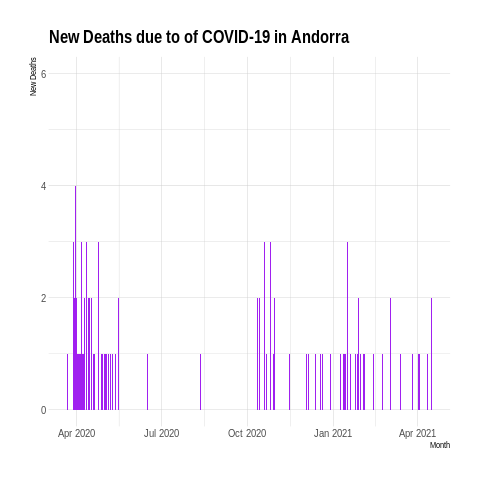 New Deaths due to of COVID-19 in Andorra
New Deaths
6
4
2
0
Apr 2020 Jul 2020 Oct 2020 Jan 2021 Apr 2021
Month